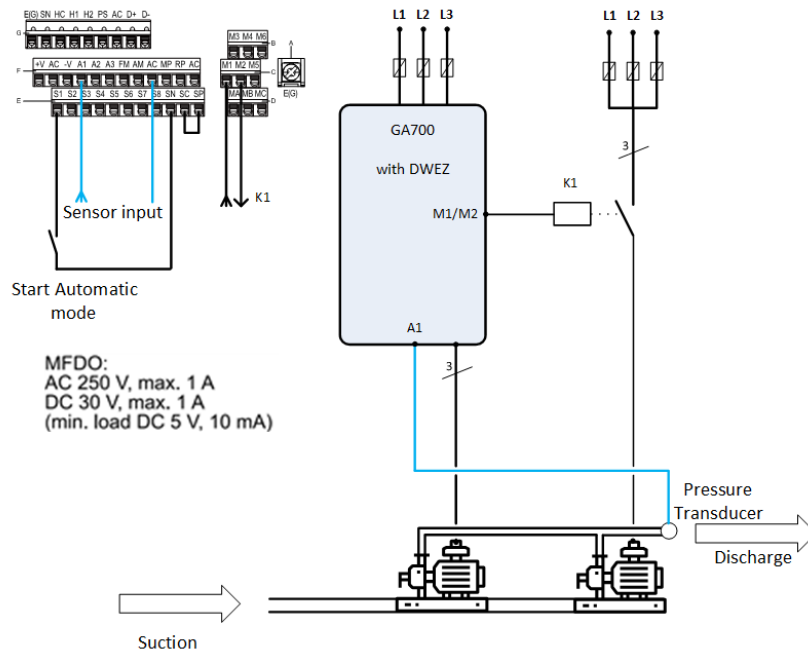 E(G) SN HC H1 H2 PS AC D+ D-
G
M3 M4 M6
B
A
+V AC -V A1 A2 A3 FM AM AC MP RP AC
F
M1 M2 M5
C
E(G)
S1 S2 S3 S4 S5 S6 S7 S8 SN SC SP
E
MA MB MC
D
K1
Sensor input
Start Automatic
mode
MFDO:
AC 250 V, max. 1 A
DC 30 V, max. 1 A
(min. load DC 5 V, 10 mA)
L1 L2 L3
L1 L2 L3
GA700
with DWEZ
3
K1
M1/M2
A1
3
Pressure
Transducer
Discharge
Suction